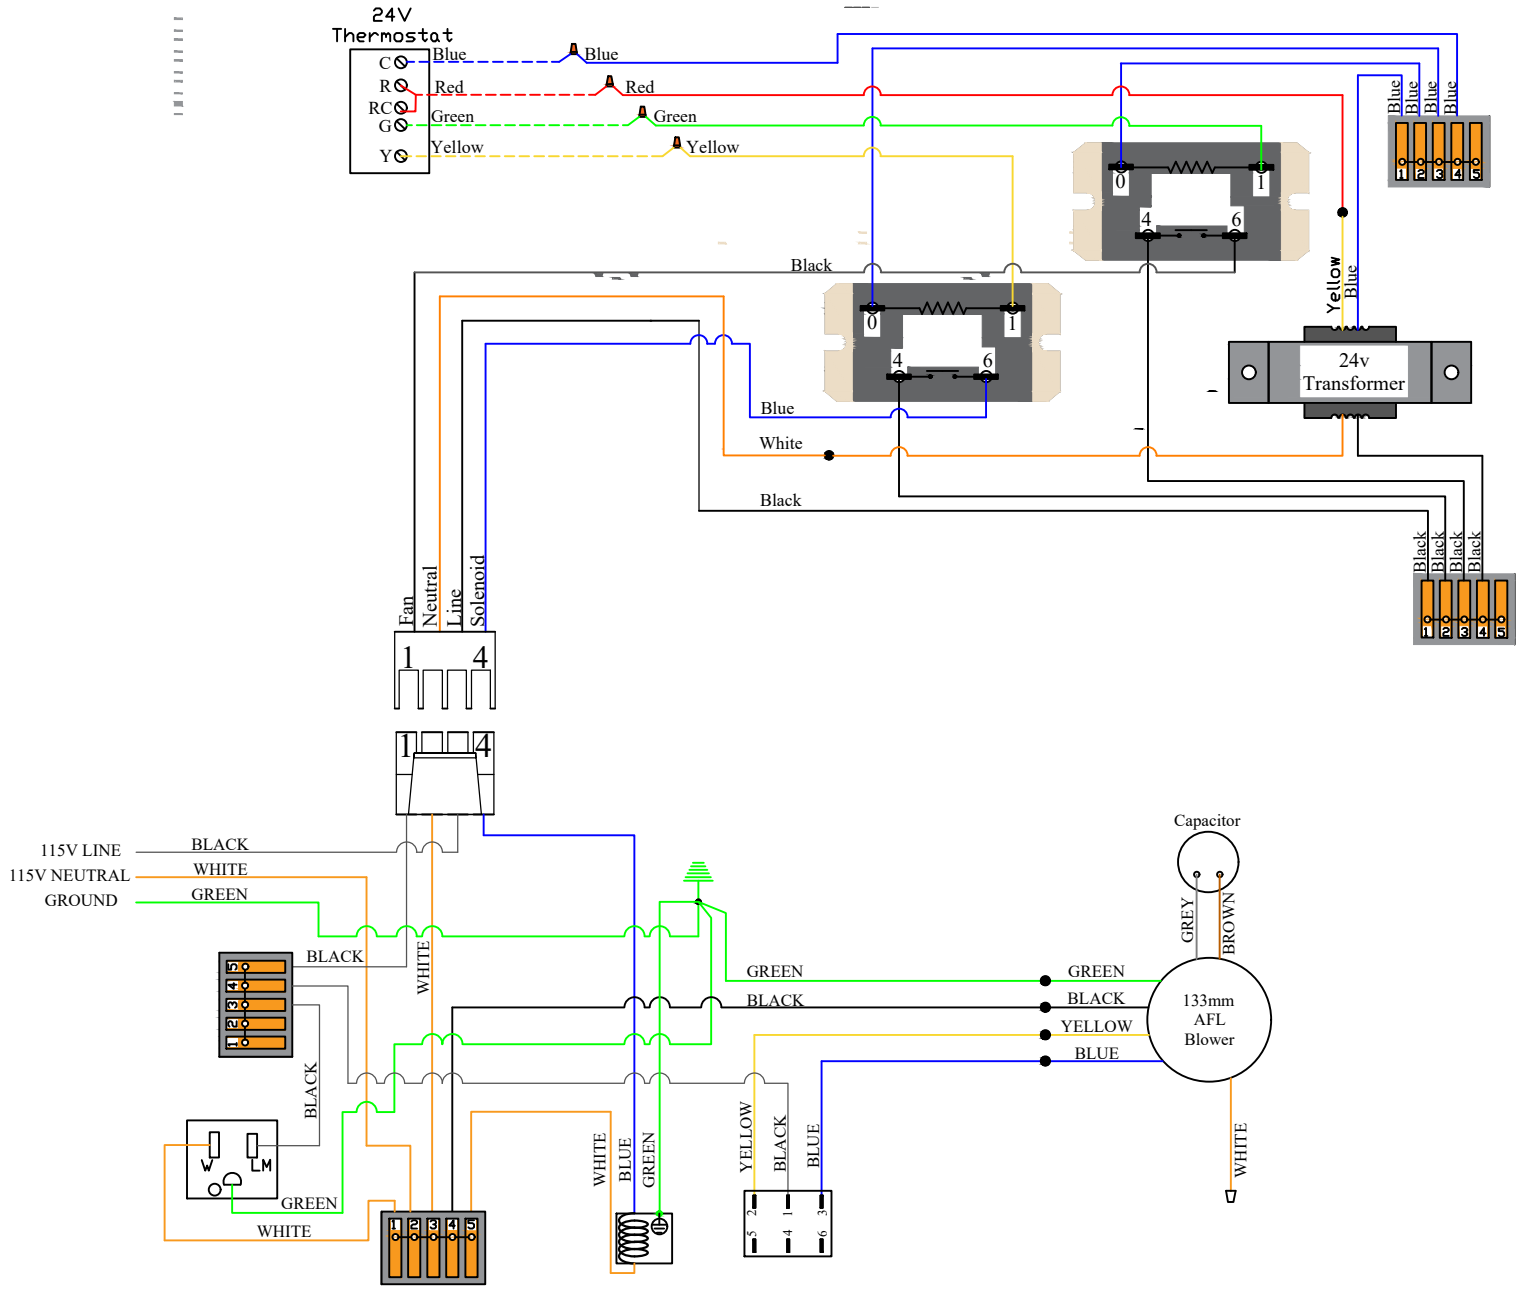 24V
Thermostat
C
Blue
Blue
R
Red
Red
RC
G
Green
Green
Y
Yellow
Yellow
Blue
Blue
Blue
Blue
1
2
3
4
5
0
1
4
6
Black
Yellow
Blue
0
1
4
6
24v
Transformer
Blue
White
Black
Black
Black
Black
Black
1
2
3
4
5
Fan
Neutral
Line
Solenoid
1
4
1
4
115V LINE
BLACK
115V NEUTRAL
WHITE
GROUND
GREEN
Capacitor
GREY
BROWN
BLACK
WHITE
5
4
3
2
1
GREEN
GREEN
BLACK
BLACK
YELLOW
BLUE
133mm
AFL
Blower
BLACK
W
LM
GREEN
WHITE
1
2
3
4
5
WHITE
BLUE
GREEN
YELLOW
BLACK
BLUE
2
1
3
5
4
6
WHITE